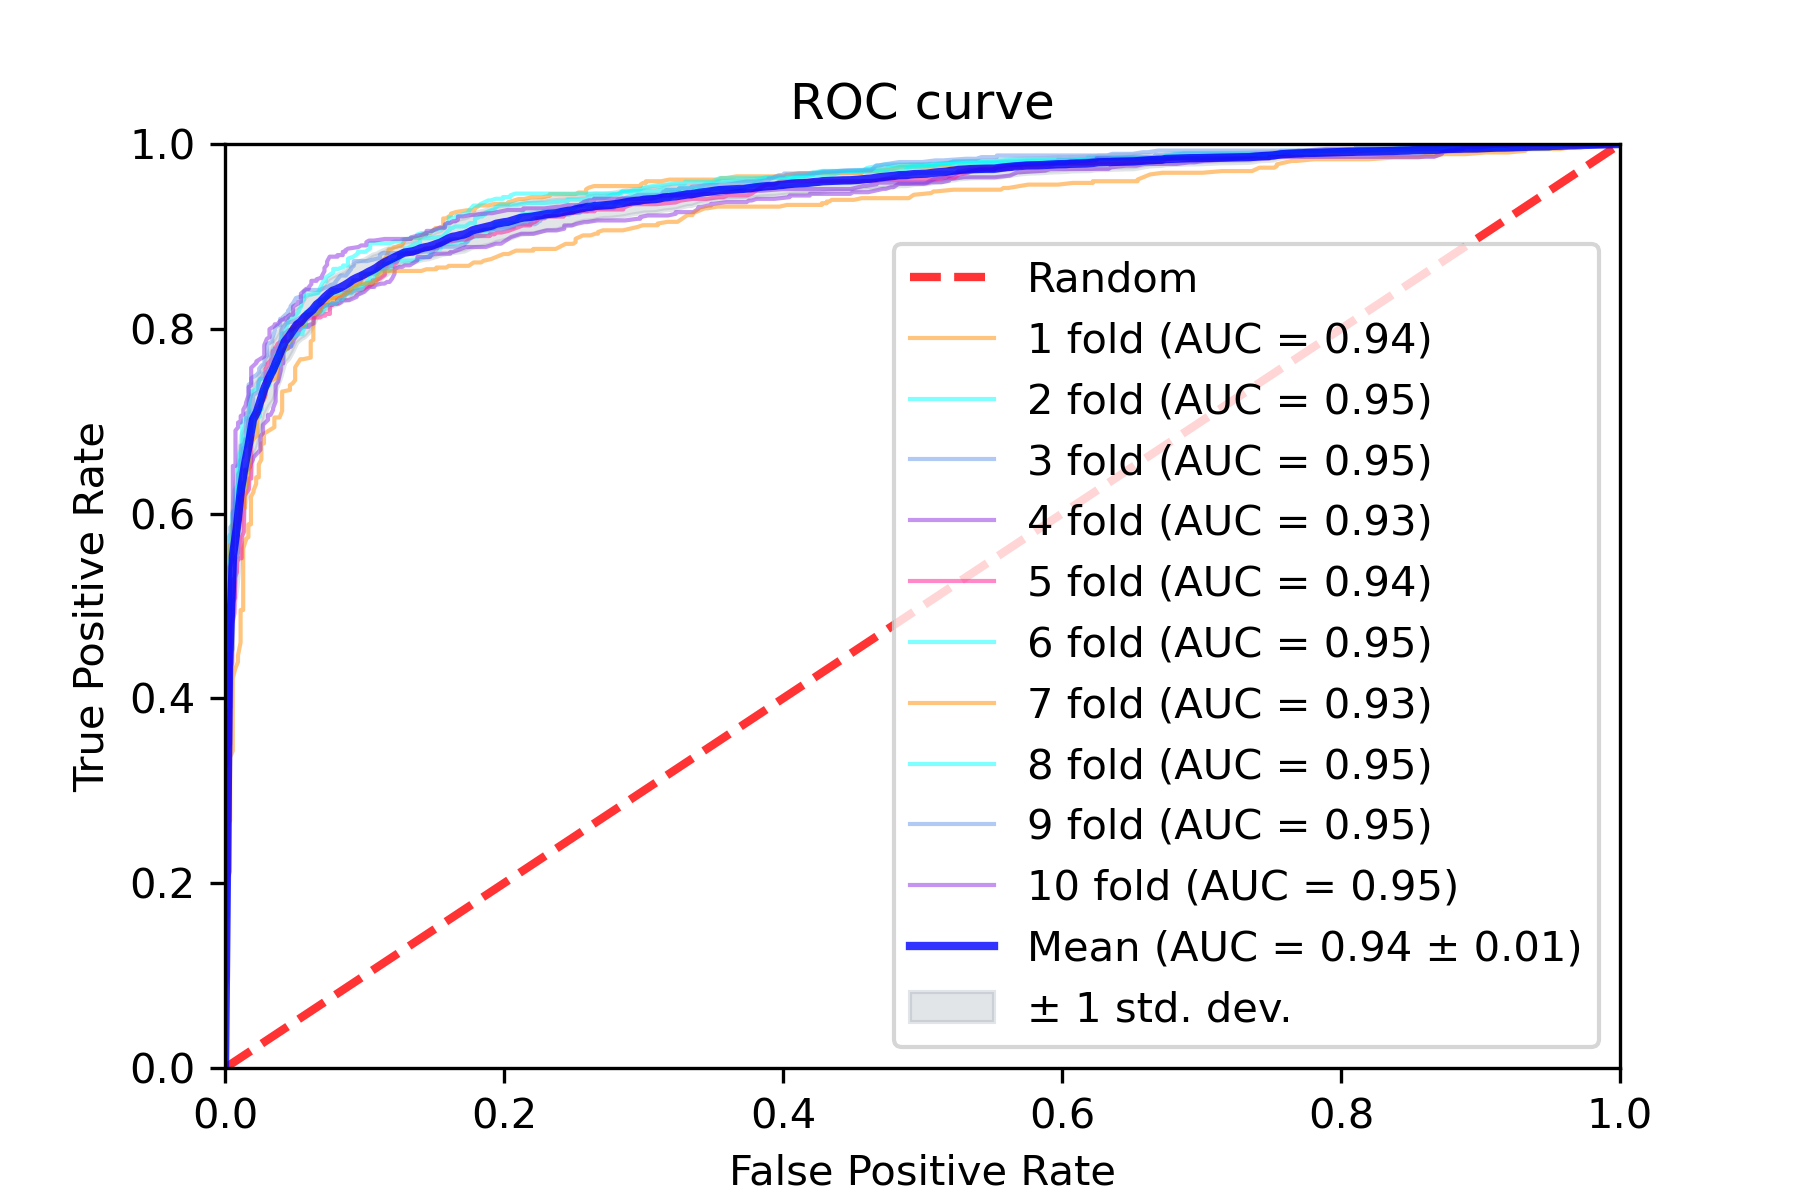 ROC curve
1.0
0.8
0.6
0.4
0.2
0.0
True Positive Rate
Random
1 fold (AUC = 0.94)
2 fold (AUC = 0.95)
3 fold (AUC = 0.95)
4 fold (AUC = 0.93)
5 fold (AUC = 0.94)
6 fold (AUC = 0.95)
7 fold (AUC = 0.93)
8 fold (AUC = 0.95)
9 fold (AUC = 0.95)
10 fold (AUC = 0.95)
Mean (AUC = 0.94 ± 0.01)
± 1 std. dev.
0.0 0.2 0.4 0.6 0.8 1.0
False Positive Rate